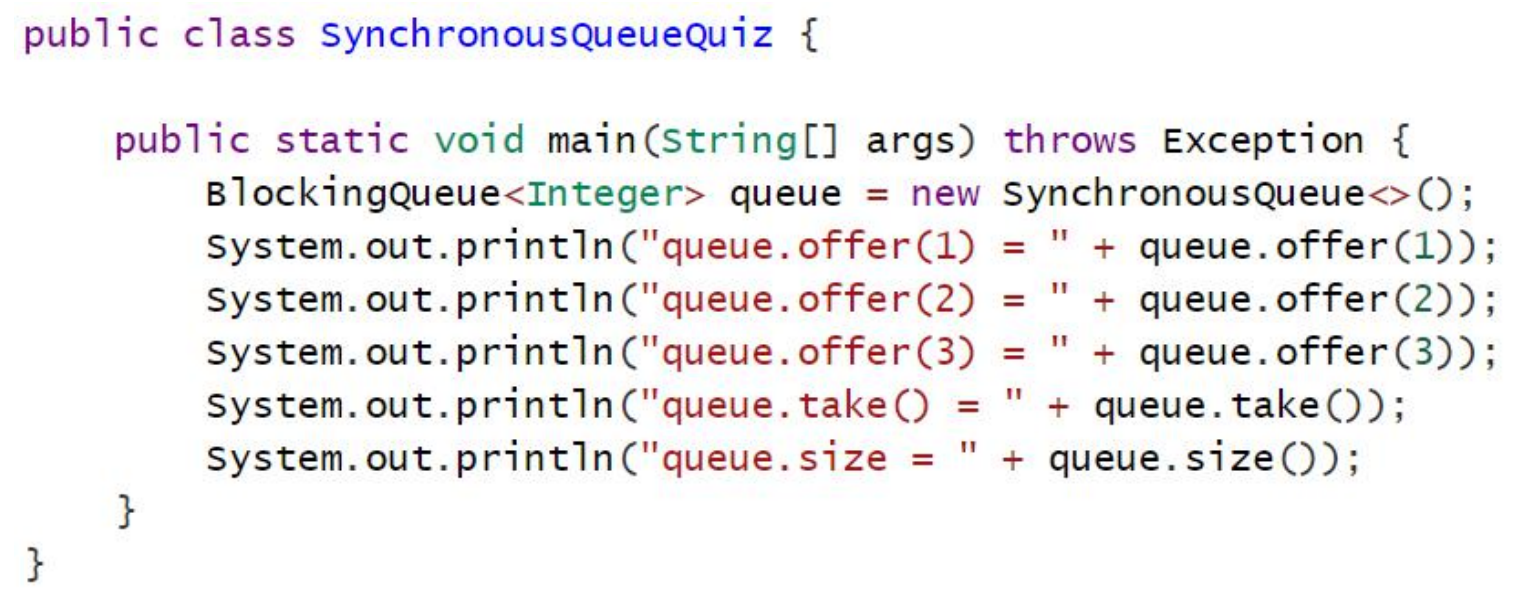 public class SynchronousQueueQuiz {
public static void main(String[] args) throws Exception {
BlockingQueue<Integer> queue = new SynchronousQueue<>();
System.out.println("queue.offer(1) = " + queue.offer(1));
System.out.println("queue.offer(2) = " + queue.offer(2));
System.out.println("queue.offer(3) = " + queue.offer(3));
System.out.println("queue.take() = " + queue.take());
System.out.println("queue.size = " + queue.size());
}
}